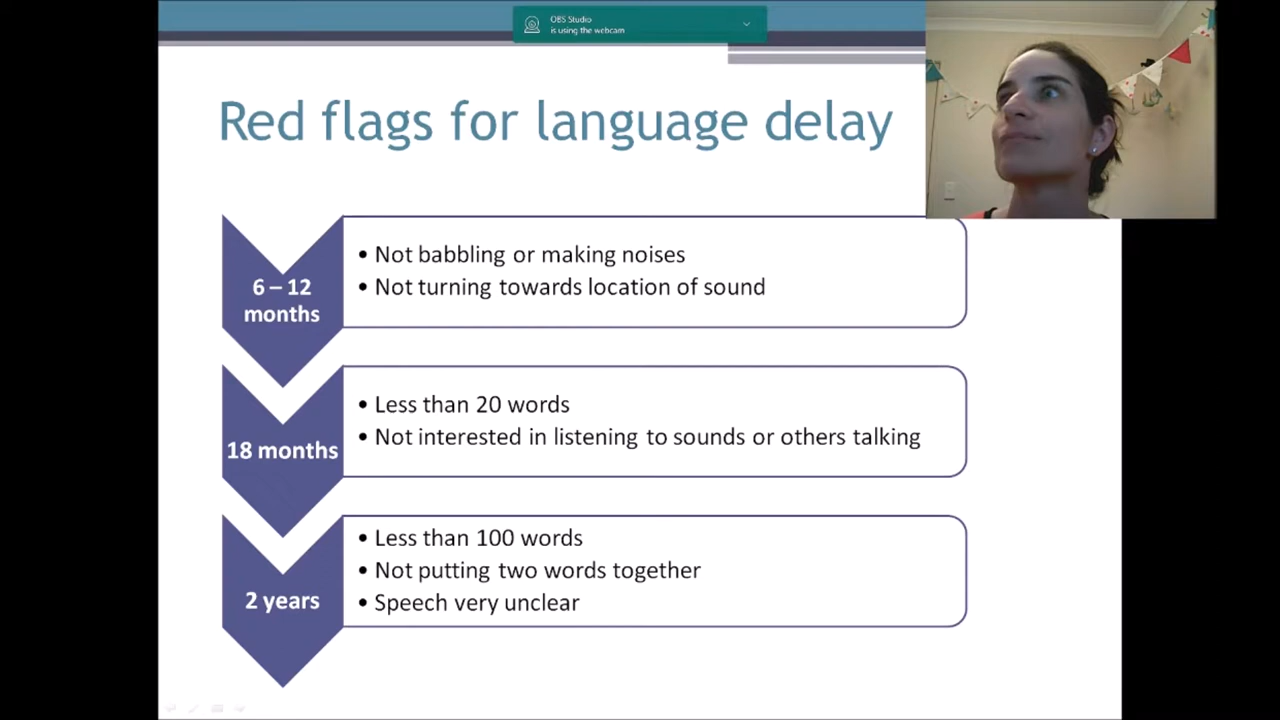 OBS Studio
is using the webcam
Red flags for language delay
6 – 12
months
• Not babbling or making noises
• Not turning towards location of sound
18 months
• Less than 20 words
• Not interested in listening to sounds or others talking
2 years
• Less than 100 words
• Not putting two words together
• Speech very unclear